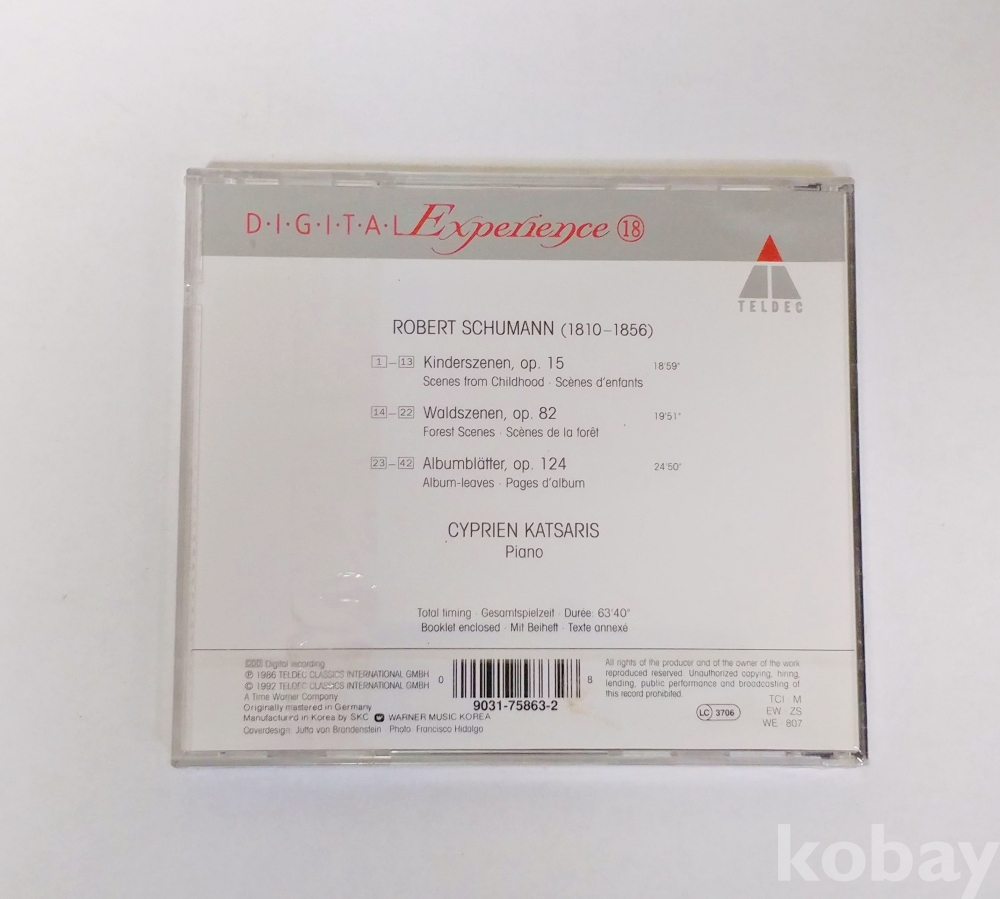 D·I·G·I·T·A·L Experience 18
TELDEC
ROBERT SCHUMANN (1810–1856)
1 – 13 Kinderszenen, op. 15 18'59"
Scenes from Childhood · Scènes d'enfants
14 – 22 Waldszenen, op. 82 19'51"
Forest Scenes · Scènes de la forêt
23 – 42 Albumblätter, op. 124 24'50"
Album-leaves · Pages d'album
CYPRIEN KATSARIS
Piano
Total timing · Gesamtspielzeit · Durée: 63'40"
Booklet enclosed · Mit Beiheft · Texte annexé
DDD Digital recording
℗ 1986 TELDEC CLASSICS INTERNATIONAL GMBH
© 1992 TELDEC CLASSICS INTERNATIONAL GMBH
A Time Warner Company
Originally mastered in Germany
Manufacturind in Korea by SKC WARNER MUSIC KOREA
Coverdesign: Jutta van Brandenstein Photo: Francisco Hidalgo
0 8
9031-75863-2
All rights of the producer and of the owner of the work
reproduced reserved. Unauthorized copying, hiring,
lending, public performance and broadcasting of
this record prohibited.
LC 3706
TCI · M
EW · ZS
WE · 807
kobay